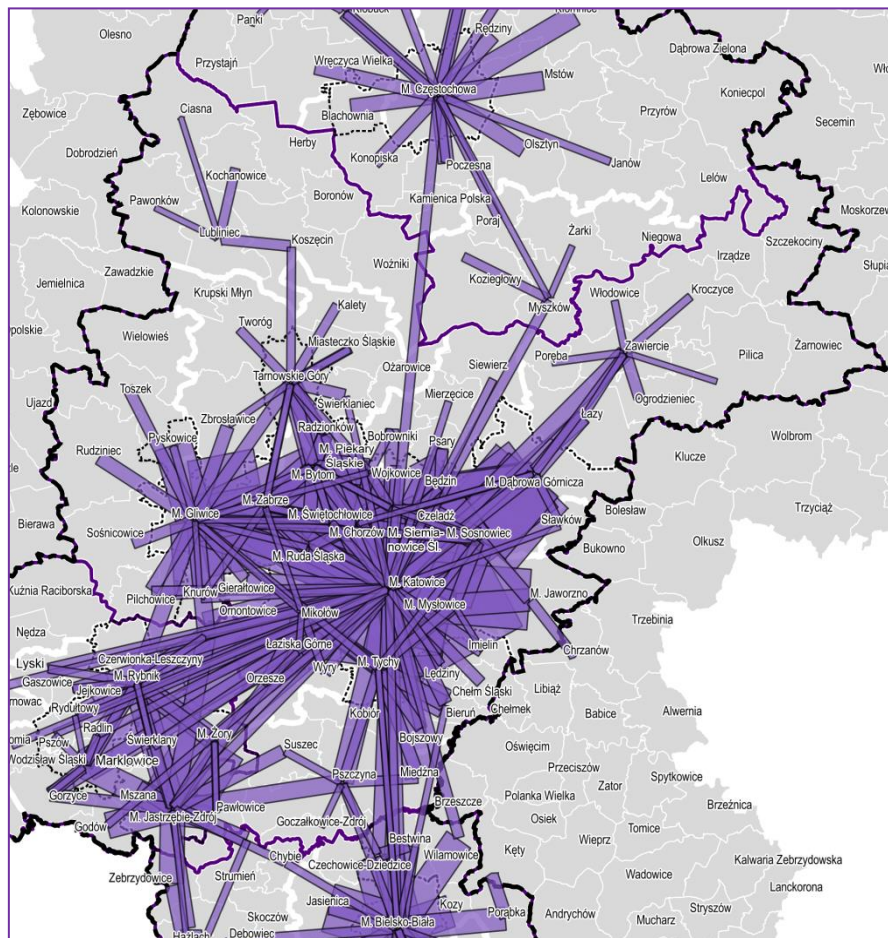 Panki
Kłobuck
Kłomnice
Olesno
Rędziny
Dąbrowa Zielona
Przystajń
Wręczyca Wielka
Mstów
Koniecpol
M. Częstochowa
Zębowice
Ciasna
Blachownia
Przyrów
Secemin
Herby
Olsztyn
Dobrodzień
Konopiska
Poczesna
Janów
Kochanowice
Lelów
Pawonków
Boronów
Kamienica Polska
Kolonowskie
Poraj
Moskorzew
Lubliniec
Koszęcin
Żarki
Niegowa
Szczekociny
Woźniki
Irządze
Słupia
Zawadzkie
Koziegłowy
Jemielnica
Krupski Młyn
Włodowice
Kroczyce
Kalety
Myszków
Tworóg
Wielowieś
Miasteczko Śląskie
Zawiercie
Żarnowiec
Ożarowice
Siewierz
Poręba
Pilica
Tarnowskie Góry
Toszek
Mierzęcice
Ogrodzieniec
Ujazd
Świerklaniec
Zbrosławice
Łazy
Radzionków
Pyskowice
Bobrowniki
Psary
Wolbrom
M. Piekary
Śląskie
Rudziniec
Klucze
M. Bytom
Wojkowice
Będzin
M. Dąbrowa Górnicza
M. Zabrze
Trzyciąż
Bolesław
M. Gliwice
M. Świętochłowice
Czeladź
Sławków
Bierawa
Sośnicowice
M. Chorzów
M. Siemia-
nowice Śl.
M. Sosnowiec
Olkusz
Bukowno
M. Ruda Śląska
M. Katowice
Kuźnia Raciborska
Pilchowice
Knurów
Gierałtowice
M. Mysłowice
M. Jaworzno
Ornontowice
Mikołów
Trzebinia
Nędza
Imielin
Łaziska Górne
Chrzanów
Lyski
Czerwionka-Leszczyny
Wyry
M. Tychy
Lędziny
Gaszowice
M. Rybnik
Orzesze
Libiąż
Jejkowice
Chełm Śląski
Alwernia
Rydułtowy
Kobiór
Bieruń
Chełmek
Babice
Radlin
M. Żory
Bojszowy
Pszów
Świerklany
Suszec
Oświęcim
Wodzisław Śląski
Marklowice
Przeciszów
Spytkowice
Pszczyna
Miedźna
Zator
Gorzyce
Mszana
Polanka Wielka
Pawłowice
Brzeszcze
Brzeźnica
M. Jastrzębie-Zdrój
Goczałkowice-Zdrój
Osiek
Godów
Tomice
Bestwina
Wieprz
Chybie
Wilamowice
Kęty
Kalwaria Zebrzydowska
Zebrzydowice
Strumień
Czechowice-Dziedzice
Wadowice
Lanckorona
Jasienica
Kozy
Stryszów
Skoczów
Porąbka
Andrychów
Mucharz
M. Bielsko-Biała
Hażlach
Dębowiec